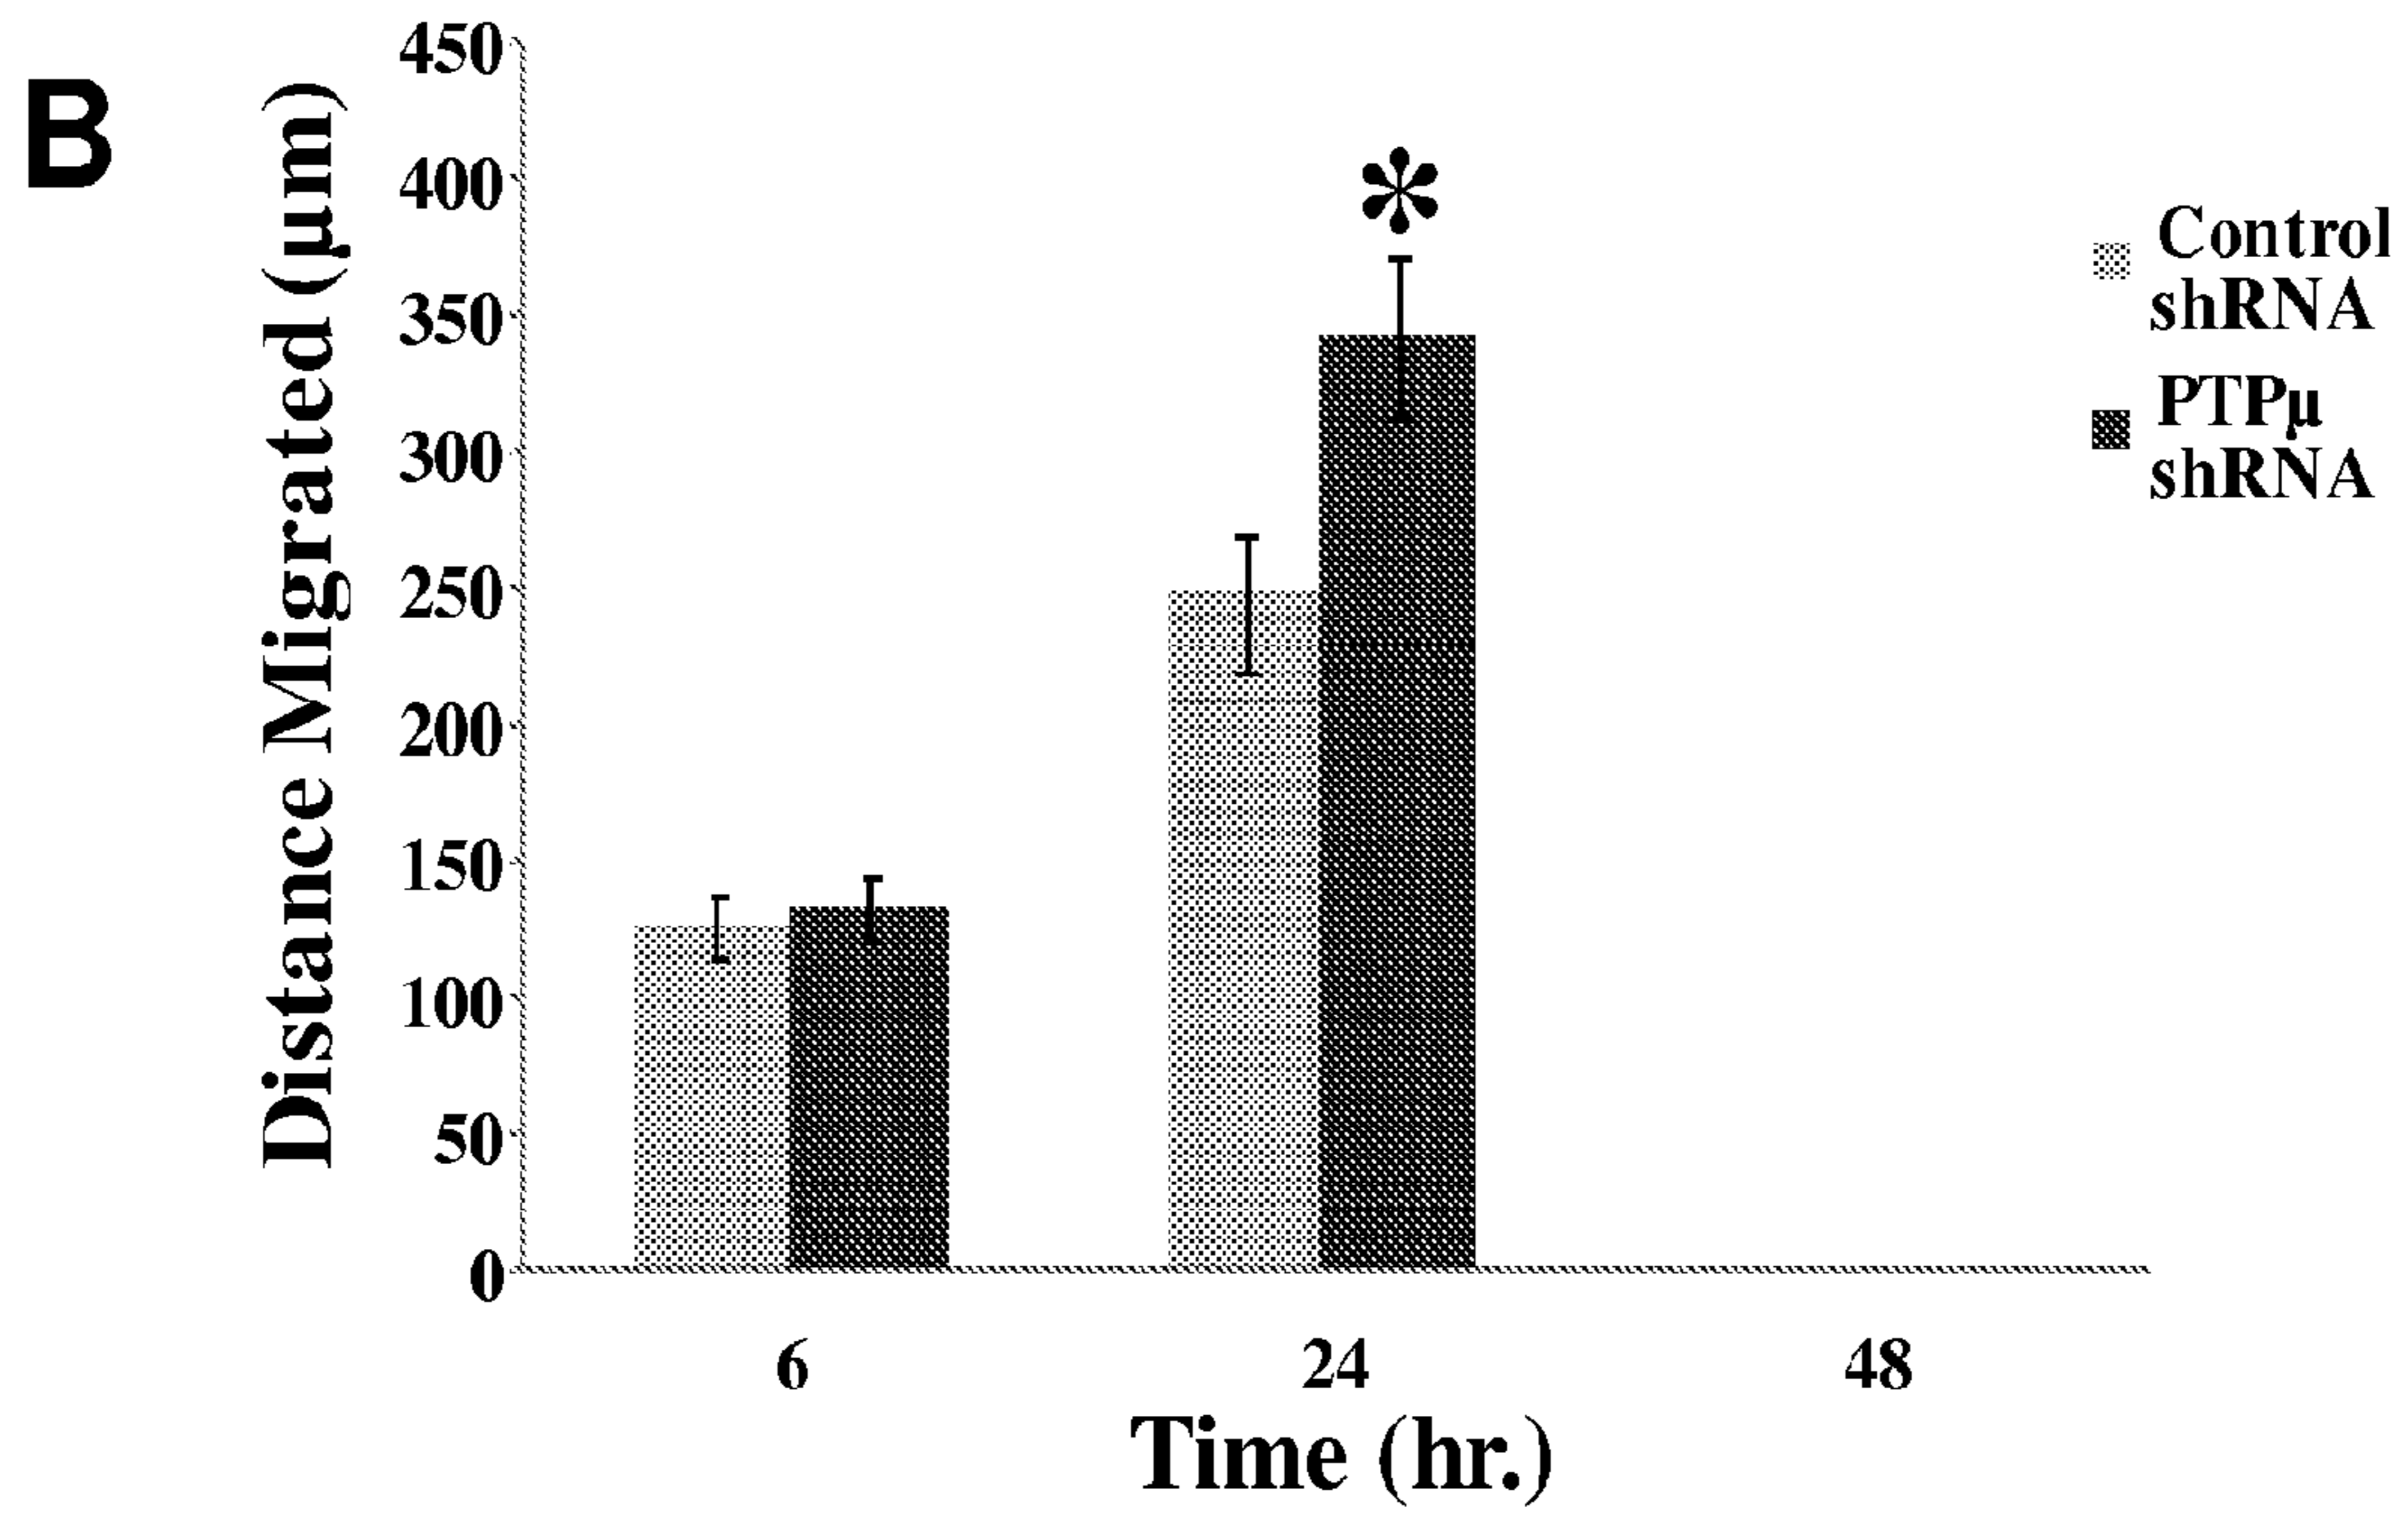 B
Distance Migrated (µm)
450
400
350
300
250
200
150
100
50
0
*
6
24
48
Time (hr.)
Control
shRNA
PTPµ
shRNA